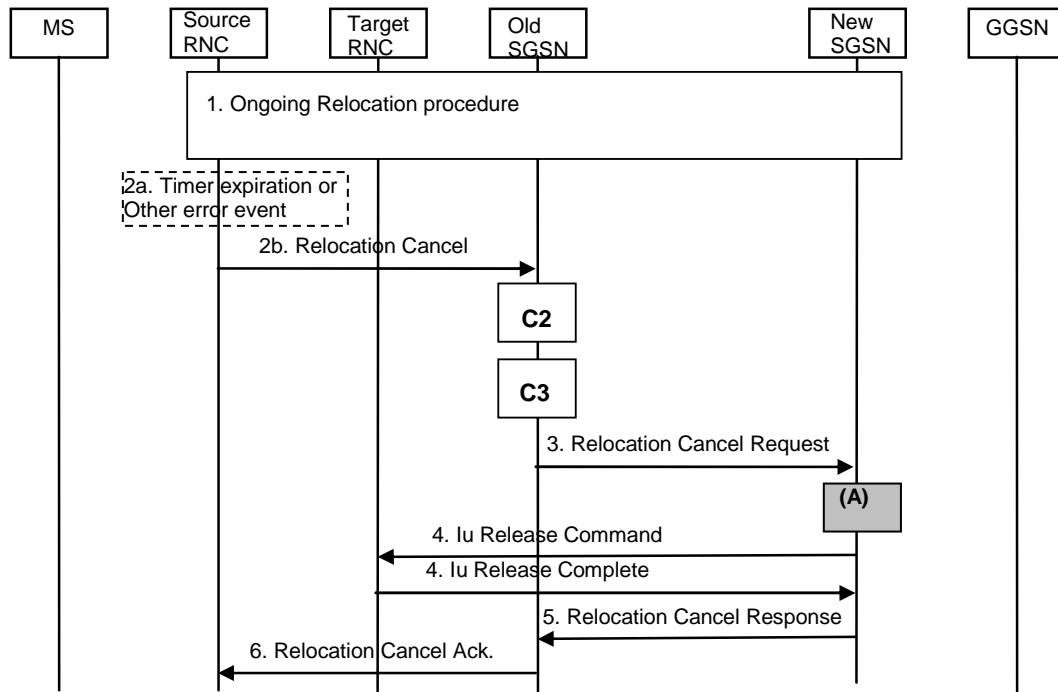 MS
Source
RNC
Target
RNC
Old
SGSN
New
SGSN
GGSN
1. Ongoing Relocation procedure
2a. Timer expiration or
Other error event
2b. Relocation Cancel
C2
C3
3. Relocation Cancel Request
(A)
4. Iu Release Command
4. Iu Release Complete
5. Relocation Cancel Response
6. Relocation Cancel Ack.